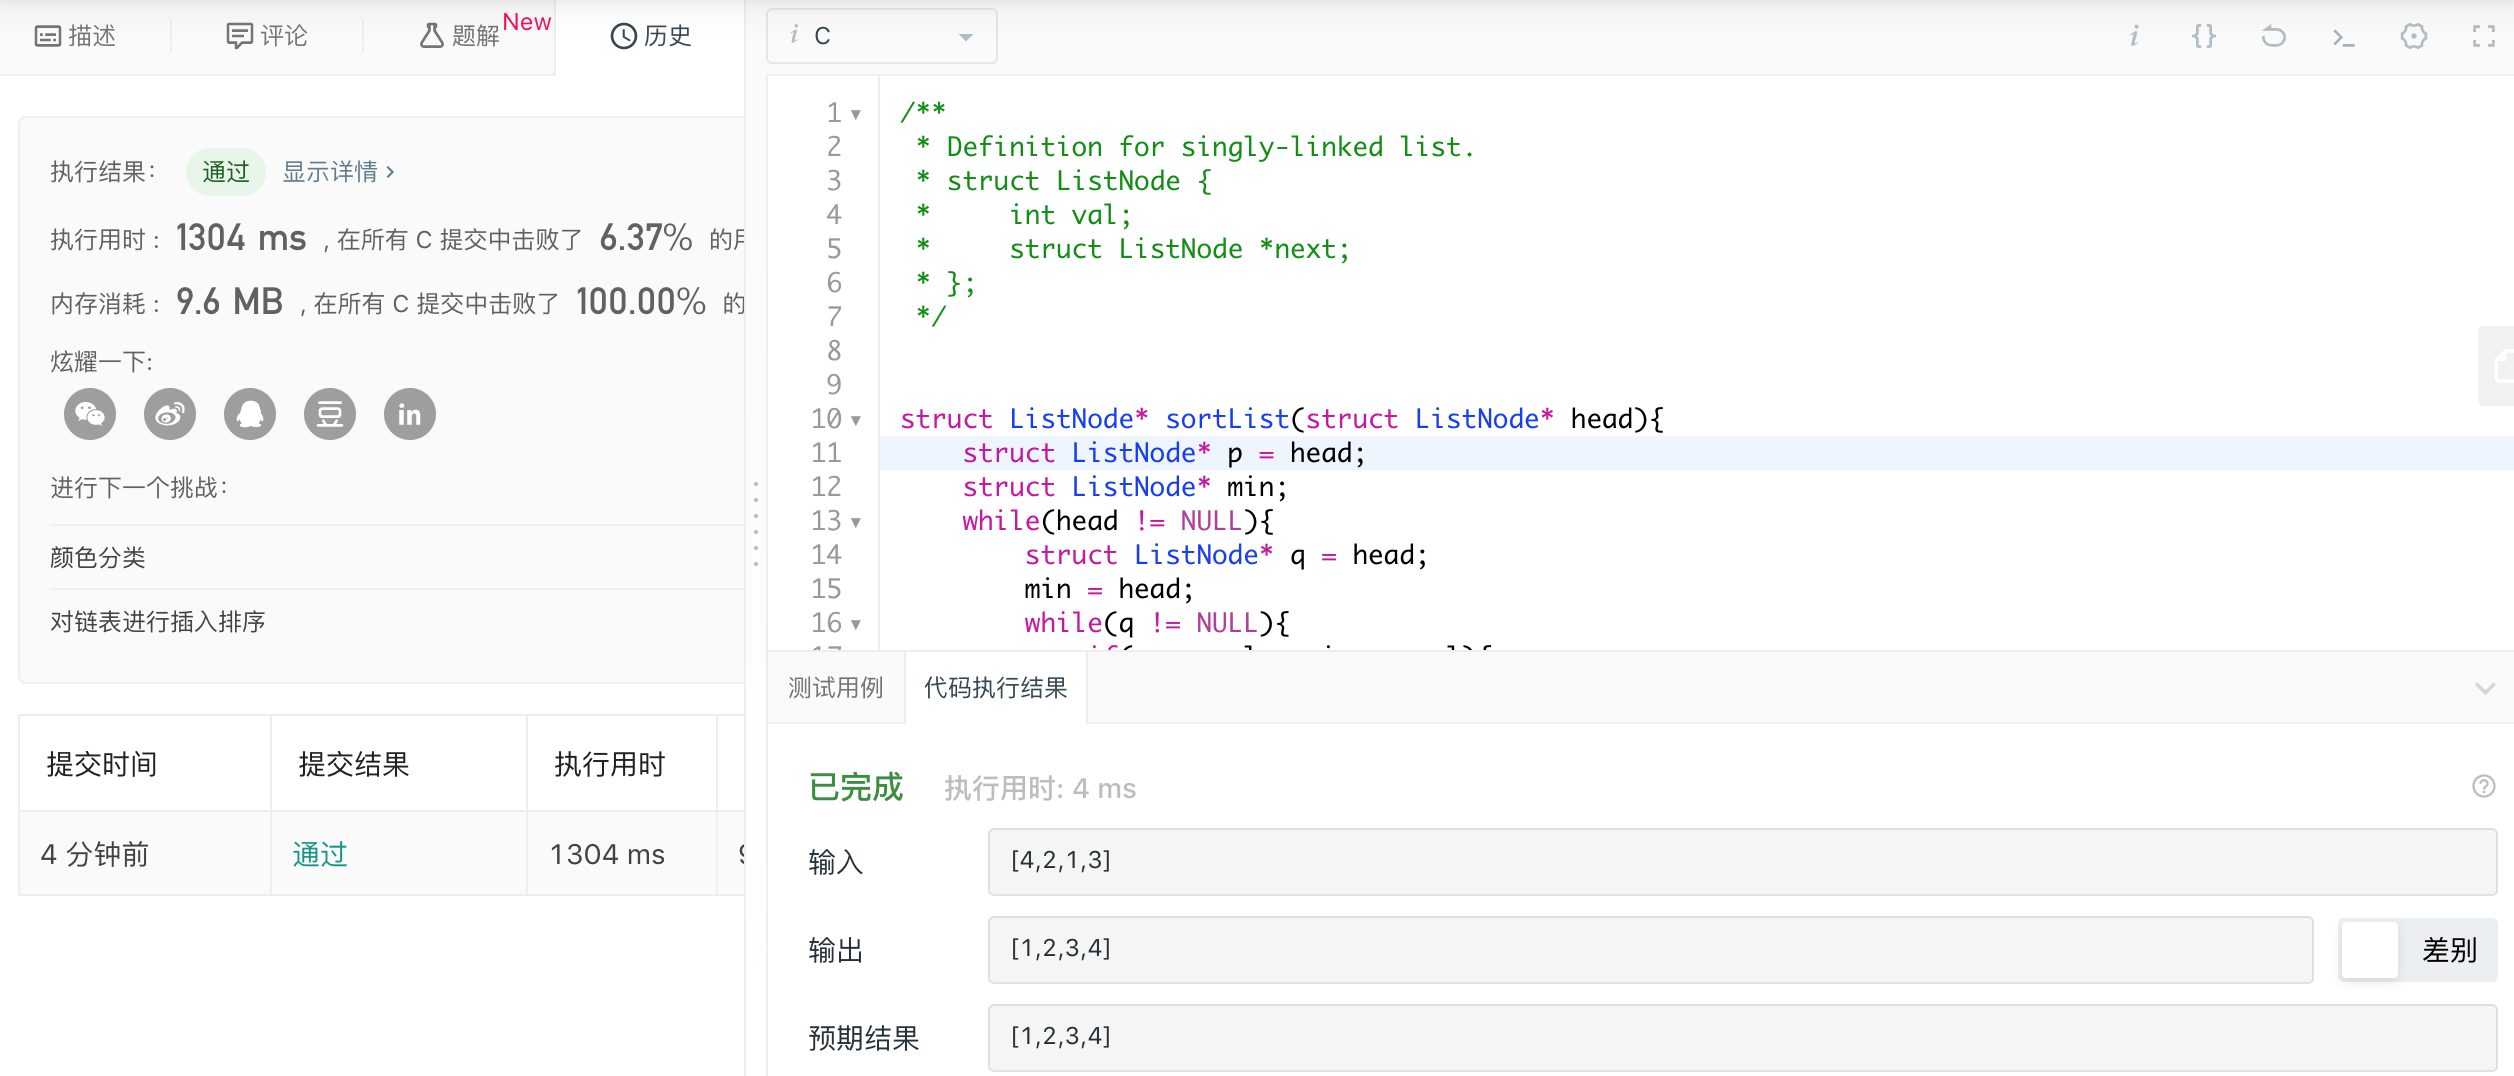 描述
评论
题解 New
历史
执行结果： 通过 显示详情 ›
执行用时 : 1304 ms , 在所有 C 提交中击败了 6.37% 的
内存消耗 : 9.6 MB , 在所有 C 提交中击败了 100.00% 的
炫耀一下:
in
进行下一个挑战：
颜色分类
对链表进行插入排序
提交时间 提交结果 执行用时
4 分钟前 通过 1304 ms
i C
1 /**
2 * Definition for singly-linked list.
3 * struct ListNode {
4 *     int val;
5 *     struct ListNode *next;
6 * };
7 */
8
9
10 struct ListNode* sortList(struct ListNode* head){
11     struct ListNode* p = head;
12     struct ListNode* min;
13     while(head != NULL){
14         struct ListNode* q = head;
15         min = head;
16         while(q != NULL){
测试用例 代码执行结果
已完成 执行用时: 4 ms
输入 [4,2,1,3]
输出 [1,2,3,4] 差别
预期结果 [1,2,3,4]